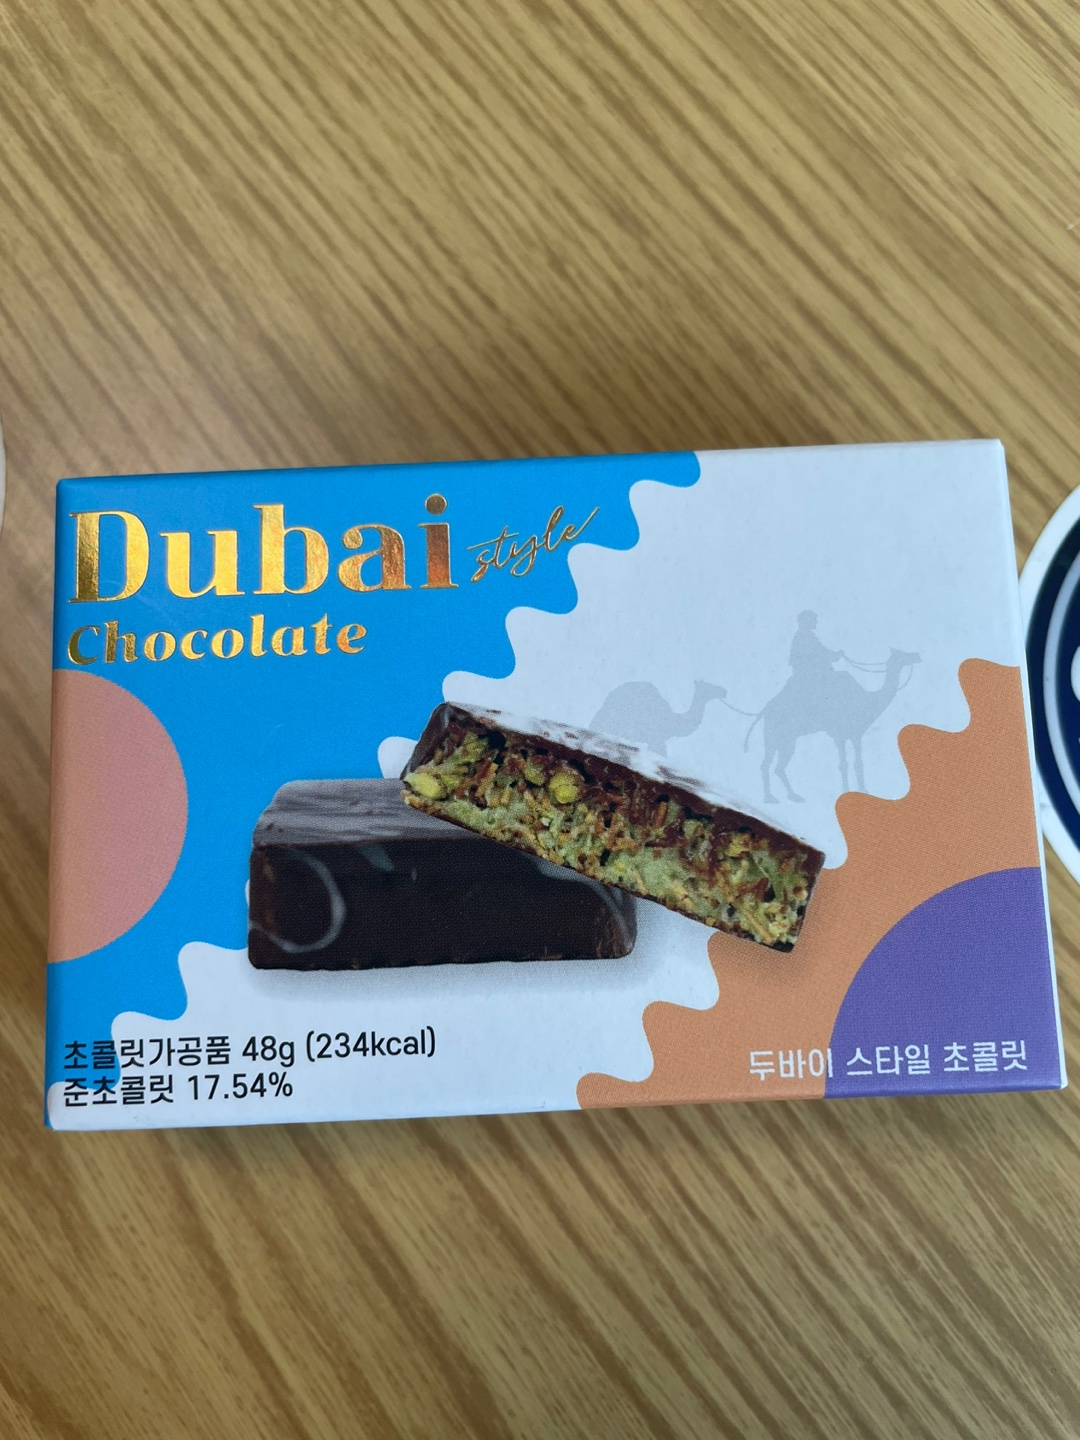 Dubai style
Chocolate
초콜릿가공품 48g (234kcal)
준초콜릿 17.54%
두바이 스타일 초콜릿